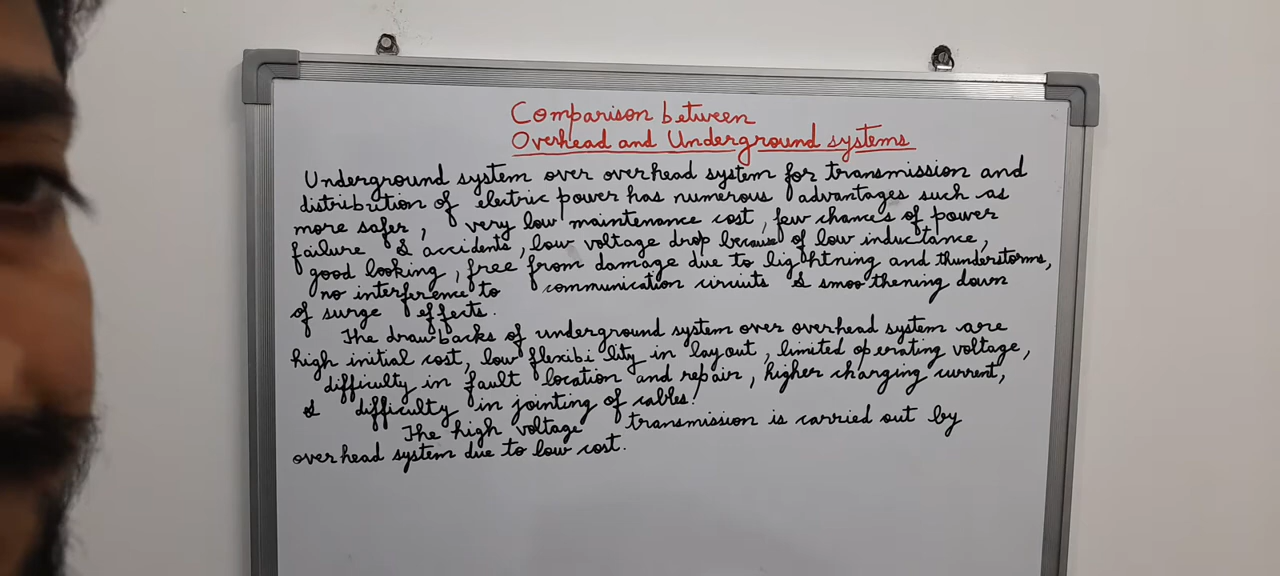 Comparison between
Overhead and Underground systems
Underground system over overhead system for transmission and
distribution of electric power has numerous advantages such as
more safer, very low maintenance cost, few chances of power
failure & accidents, low voltage drop because of low inductance,
good looking, free from damage due to lightning and thunderstorms,
no interference to communication circuits & smoothening down
of surge effects.
The drawbacks of underground system over overhead system are
high initial cost, low flexibility in layout, limited operating voltage,
difficulty in fault location and repair, higher charging current,
& difficulty in jointing of cables.
The high voltage transmission is carried out by
overhead system due to low cost.